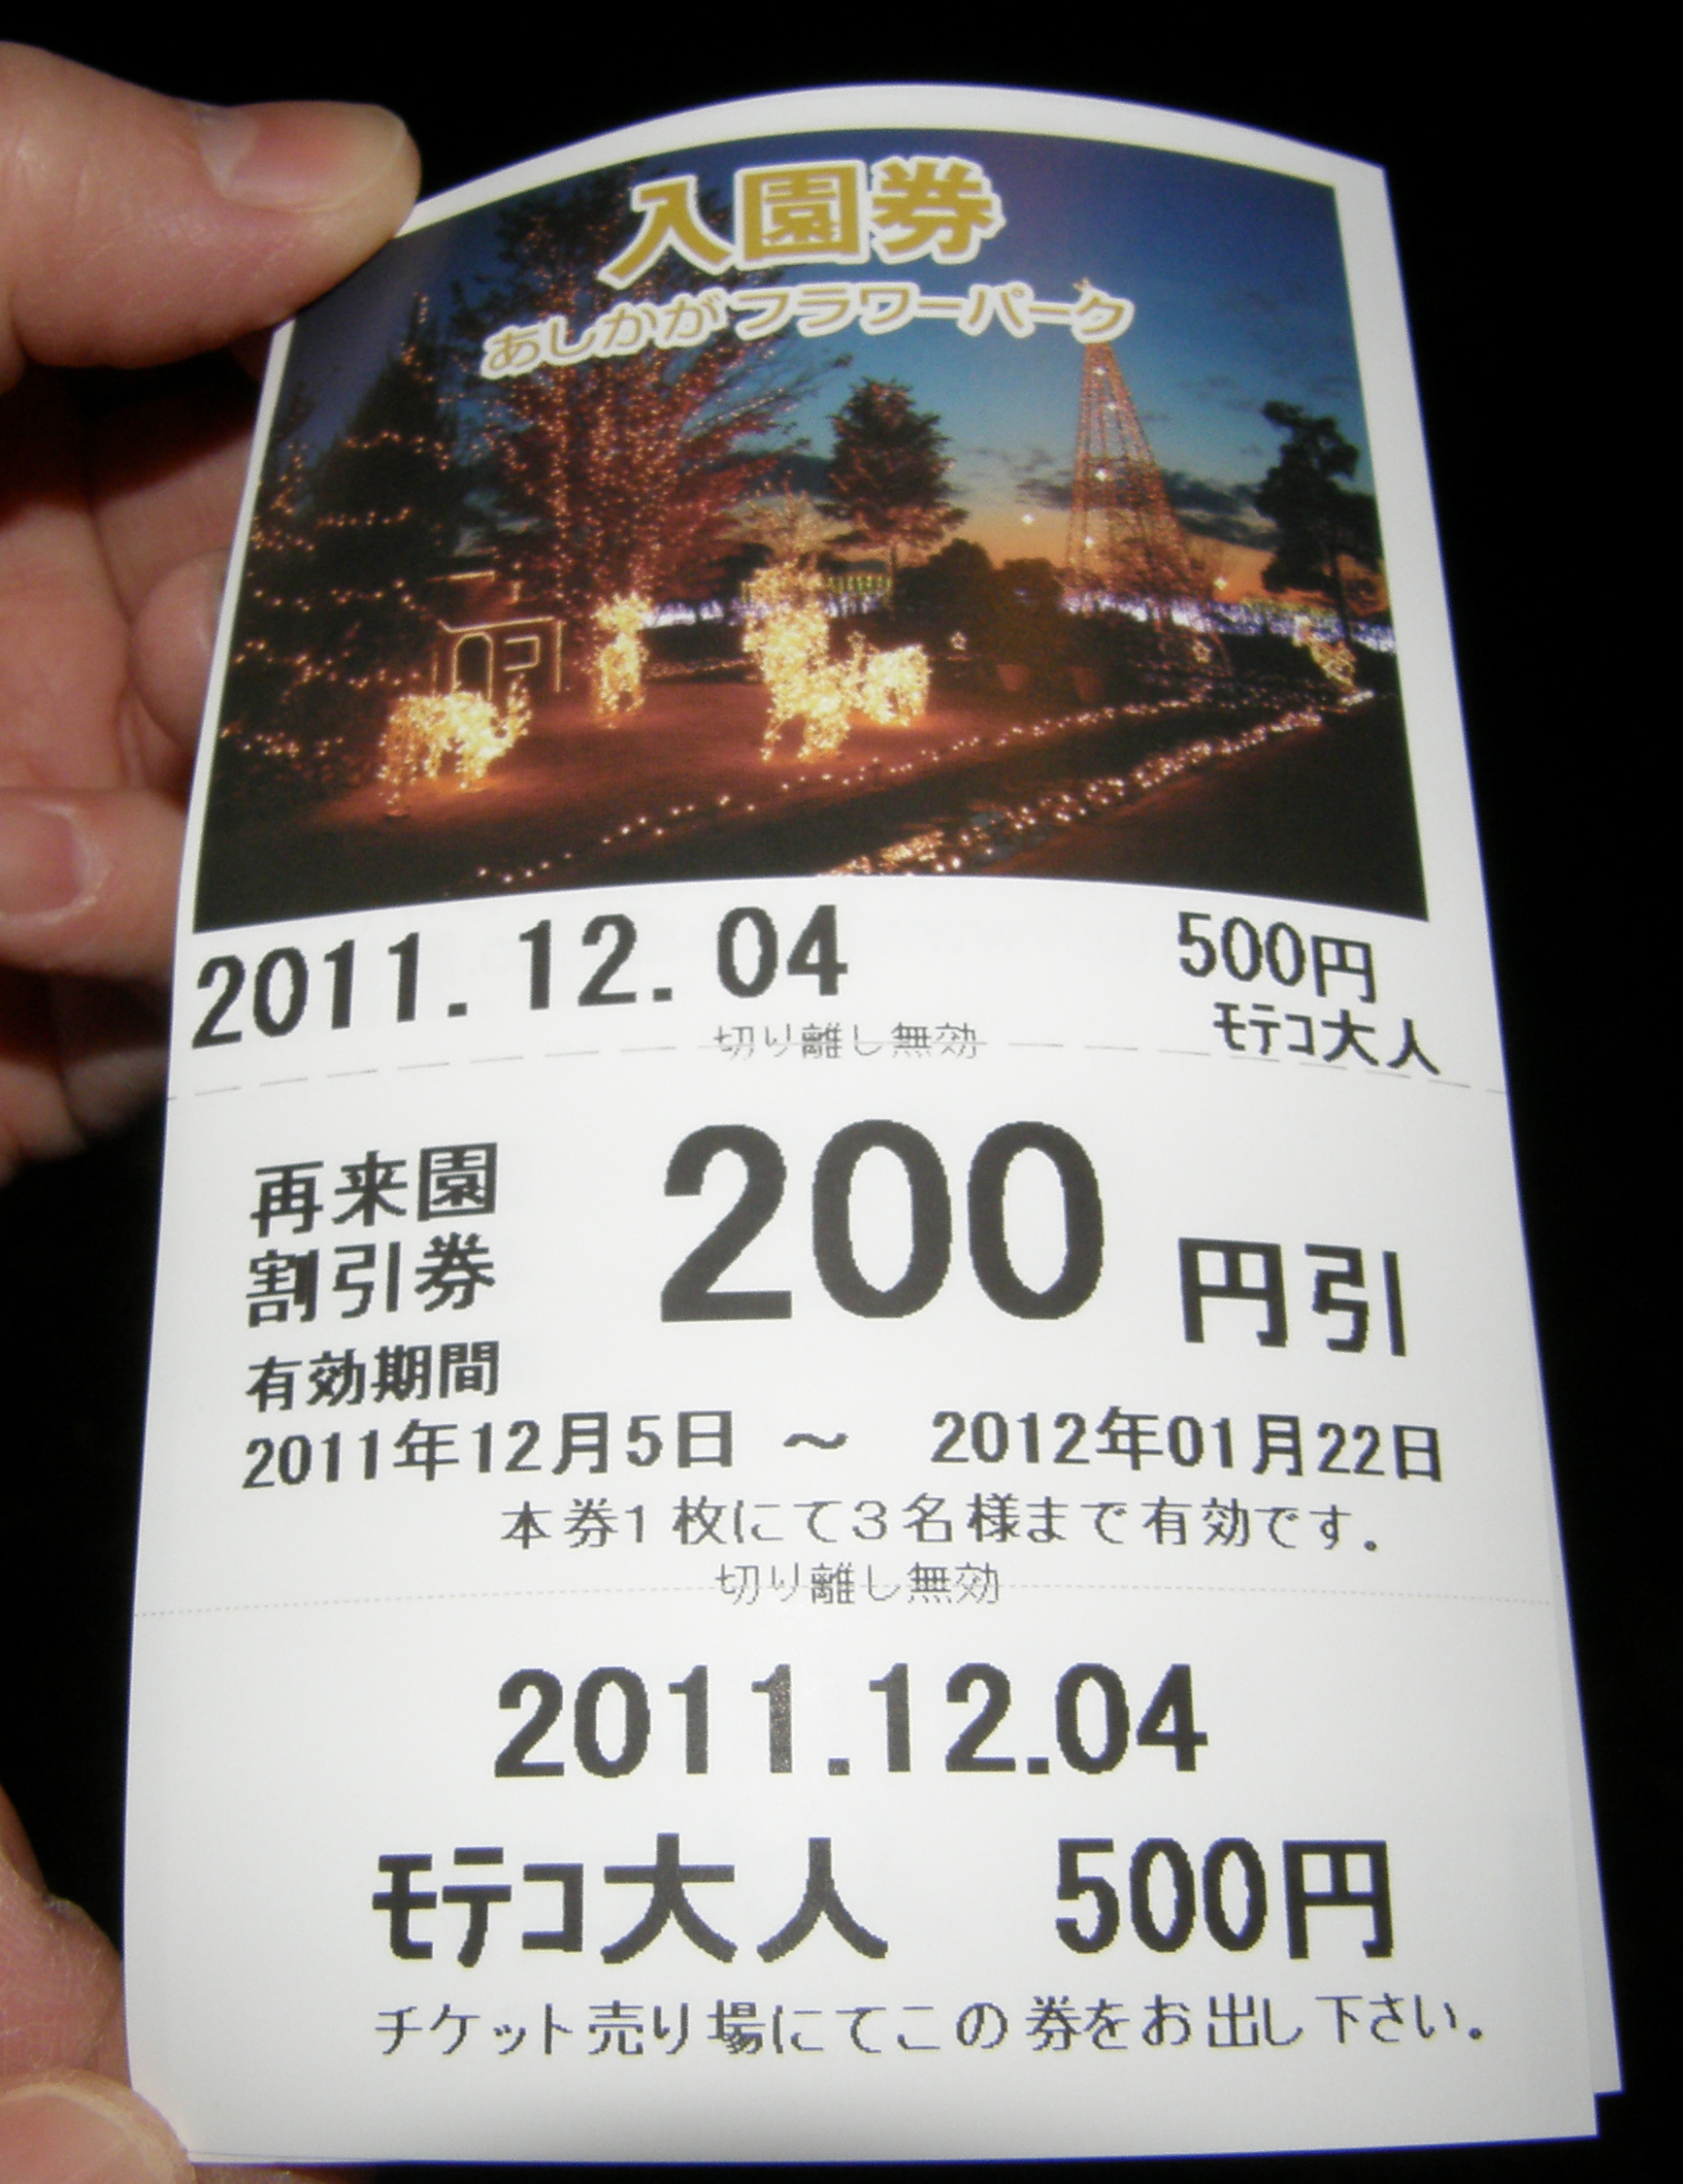 入園券
あしかがフラワーパーク
2011.12.04
500円
ﾓﾃｺ大人
切り離し無効
再来園
割引券
200円引
有効期間
2011年12月5日 ～ 2012年01月22日
本券1枚にて3名様まで有効です。
切り離し無効
2011.12.04
ﾓﾃｺ大人 500円
チケット売り場にてこの券をお出し下さい。